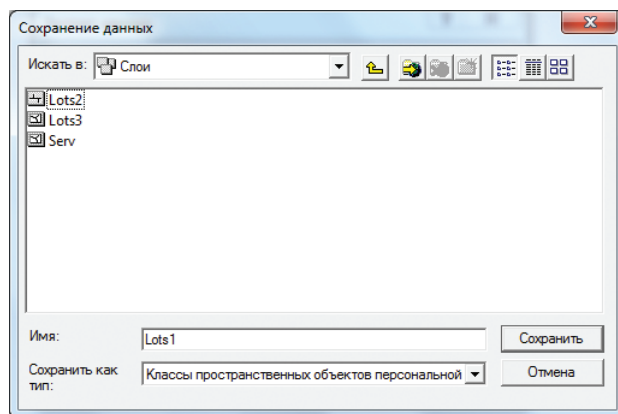 Сохранение данных
Искать в: Слои
Lots2
Lots3
Serv
Имя: Lots1 Сохранить
Сохранить как
тип: Классы пространственных объектов персональной Отмена